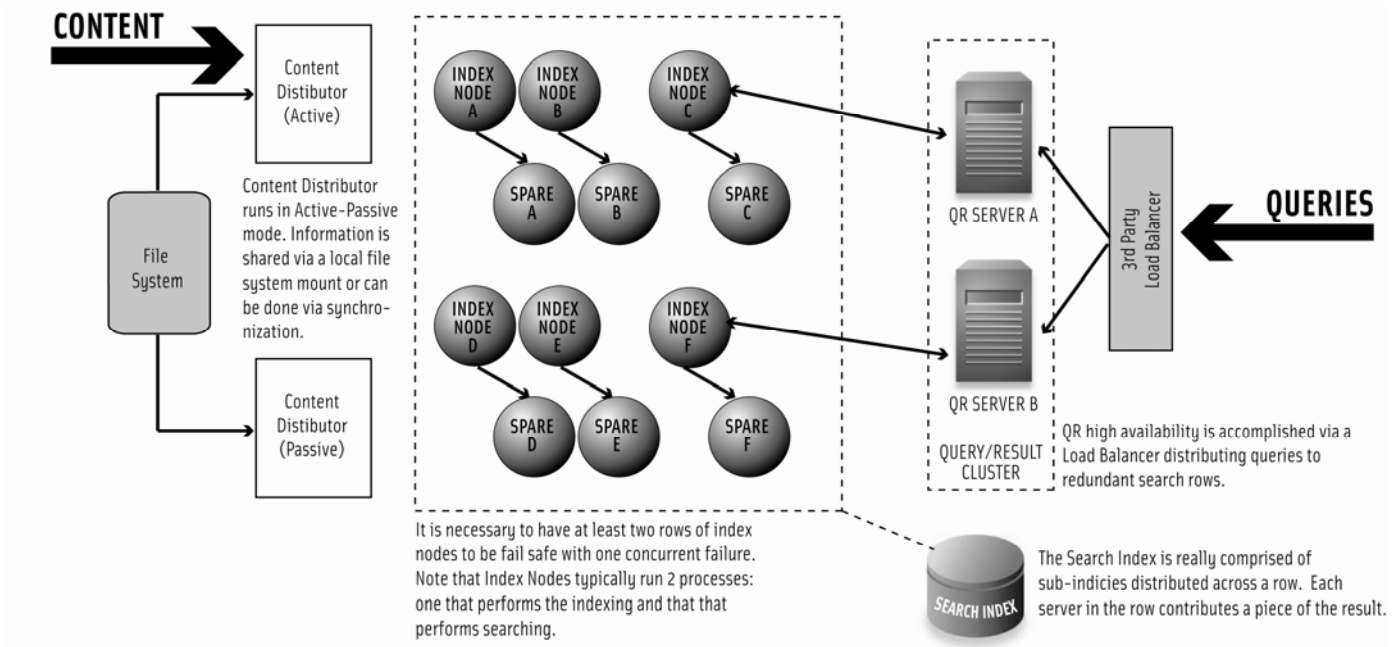 CONTENT
Content
Distibutor
(Active)
Content Distributor
runs in Active-Passive
mode. Information is
shared via a local file
system mount or can
be done via synchro-
nization.
File
System
Content
Distibutor
(Passive)
INDEX
NODE
A
INDEX
NODE
B
INDEX
NODE
C
SPARE
A
SPARE
B
SPARE
C
INDEX
NODE
D
INDEX
NODE
E
INDEX
NODE
F
SPARE
D
SPARE
E
SPARE
F
It is necessary to have at least two rows of index
nodes to be fail safe with one concurrent failure.
Note that Index Nodes typically run 2 processes:
one that performs the indexing and that that
performs searching.
QR SERVER A
QR SERVER B
QUERY/RESULT
CLUSTER
3rd Party
Load Balancer
QUERIES
QR high availability is accomplished via a
Load Balancer distributing queries to
redundant search rows.
SEARCH INDEX
The Search Index is really comprised of
sub-indicies distributed across a row. Each
server in the row contributes a piece of the result.